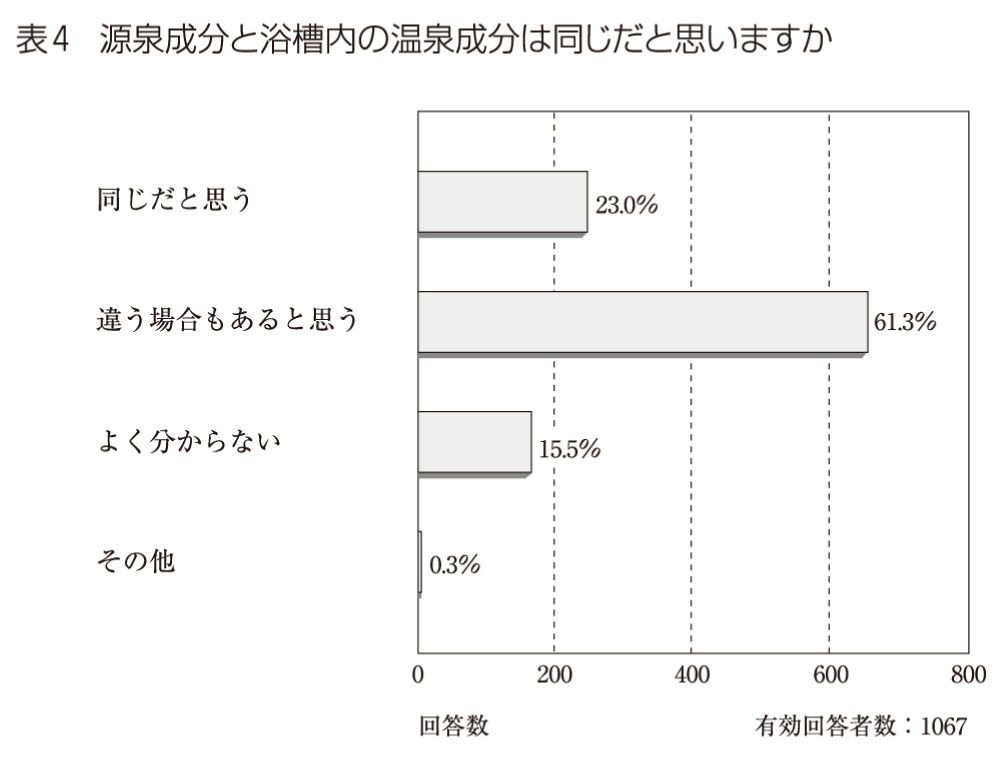 表4 源泉成分と浴槽内の温泉成分は同じだと思いますか
同じだと思う
23.0%
違う場合もあると思う
61.3%
よく分からない
15.5%
その他
0.3%
0 200 400 600 800
回答数 有効回答者数：1067